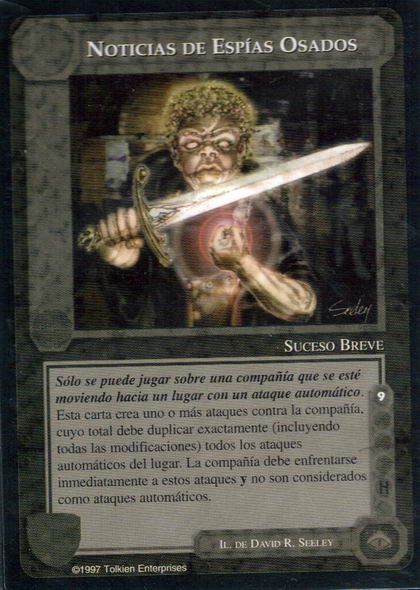 NOTICIAS DE ESPÍAS OSADOS
Seeley
SUCESO BREVE
Sólo se puede jugar sobre una compañía que se esté
moviendo hacia un lugar con un ataque automático.
Esta carta crea uno o más ataques contra la compañía,
cuyo total debe duplicar exactamente (incluyendo
todas las modificaciones) todos los ataques
automáticos del lugar. La compañía debe enfrentarse
inmediatamente a estos ataques y no son considerados
como ataques automáticos.
9
H
IL. DE DAVID R. SEELEY
©1997 Tolkien Enterprises